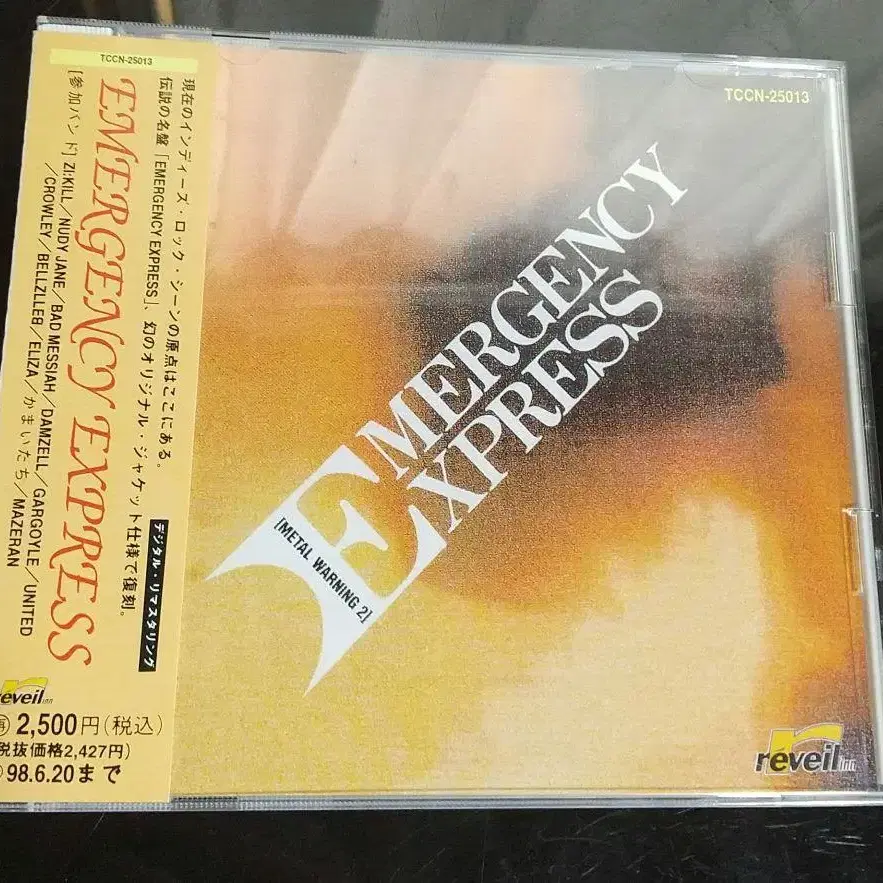 TCCN-25013
EMERGENCY EXPRESS
現在のインディーズ・ロック・シーンの原点はここにある。
伝説の名盤「EMERGENCY EXPRESS」、幻のオリジナル・ジャケット仕様で復刻。
デジタル・リマスタリング
[参加バンド] ZI:KILL/NUDY JANE/BAD MESSIAH/DAMZELL/GARGOYLE/UNITED
/CROWLEY/BELLZLLEB/ELIZA/かまいたち/MAZERAN
reveil inn
再 2,500円(税込)
税抜価格2,427円)
98.6.20まで
TCCN-25013
EMERGENCY
EXPRESS
[METAL WARNING 2]
réveil inn